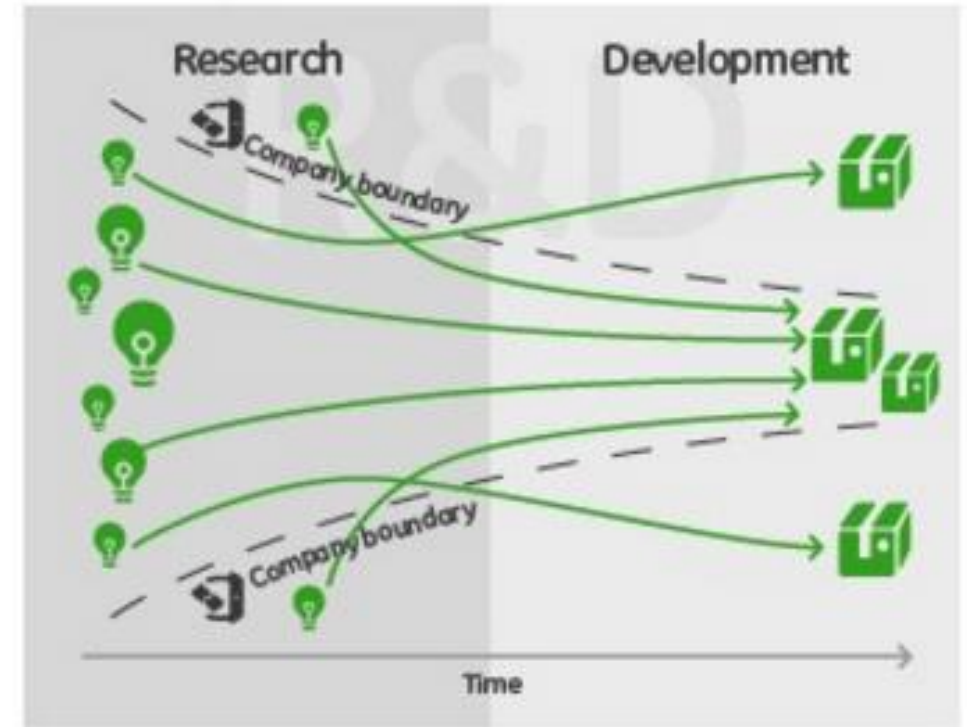 R&D
Research
Development
Company boundary
Company boundary
Time